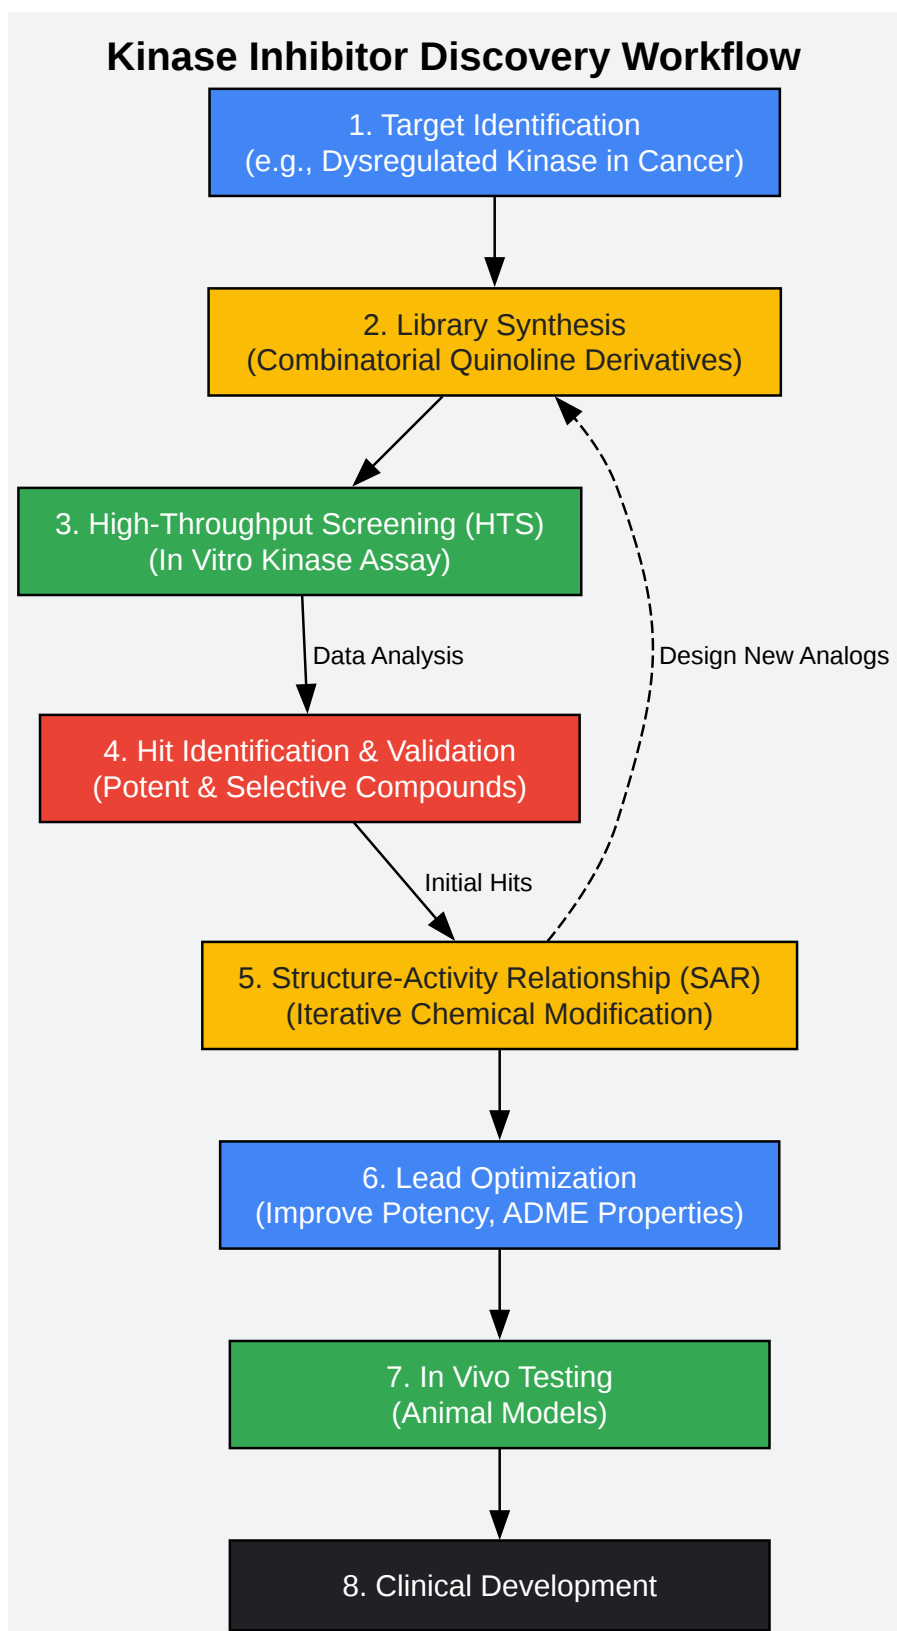 Kinase Inhibitor Discovery Workflow
1. Target Identification
(e.g., Dysregulated Kinase in Cancer)
2. Library Synthesis
(Combinatorial Quinoline Derivatives)
3. High-Throughput Screening (HTS)
(In Vitro Kinase Assay)
Data Analysis
Design New Analogs
4. Hit Identification & Validation
(Potent & Selective Compounds)
Initial Hits
5. Structure-Activity Relationship (SAR)
(Iterative Chemical Modification)
6. Lead Optimization
(Improve Potency, ADME Properties)
7. In Vivo Testing
(Animal Models)
8. Clinical Development